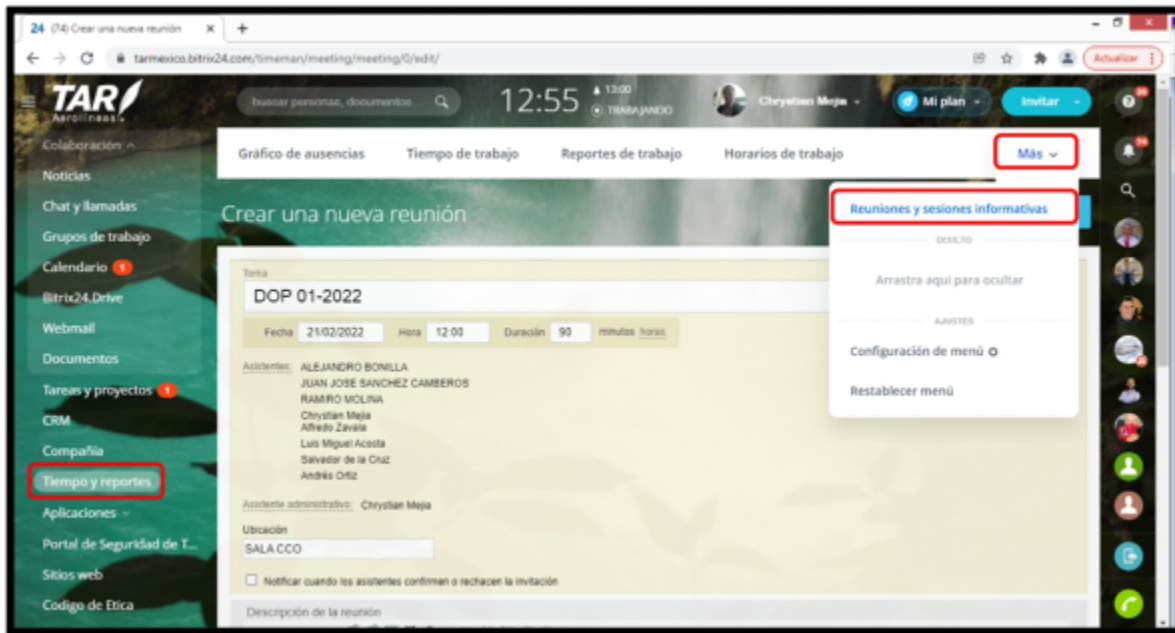 24 (74) Crear una nueva reunión
tarmexico.bitrix24.com/timeman/meeting/meeting/0/edit/
Actualizar
TAR
Aerolíneas
buscar personas, documentos...
12:55
13:00
TRABAJANDO
Chrystian Mejia
Mi plan
Invitar
Colaboración
Noticias
Chat y llamadas
Grupos de trabajo
Calendario 1
Bitrix24.Drive
Webmail
Documentos
Tareas y proyectos 1
CRM
Compañía
Tiempo y reportes
Aplicaciones
Portal de Seguridad de T...
Sitios web
Codigo de Etica
Gráfico de ausencias Tiempo de trabajo Reportes de trabajo Horarios de trabajo Más
Reuniones y sesiones informativas
OCULTO
Arrastra aquí para ocultar
AJUSTES
Configuración de menú
Restablecer menú
Crear una nueva reunión
Tema
DOP 01-2022
Fecha 21/02/2022 Hora 12:00 Duración 90 minutos horas
Asistentes: ALEJANDRO BONILLA
JUAN JOSE SANCHEZ CAMBEROS
RAMIRO MOLINA
Chrystian Mejia
Alfredo Zavala
Luis Miguel Acosta
Salvador de la Cruz
Andrés Ortiz
Asistente administrativo: Chrystian Mejia
Ubicación
SALA CCO
Notificar cuando los asistentes confirmen o rechacen la invitación
Descripción de la reunión